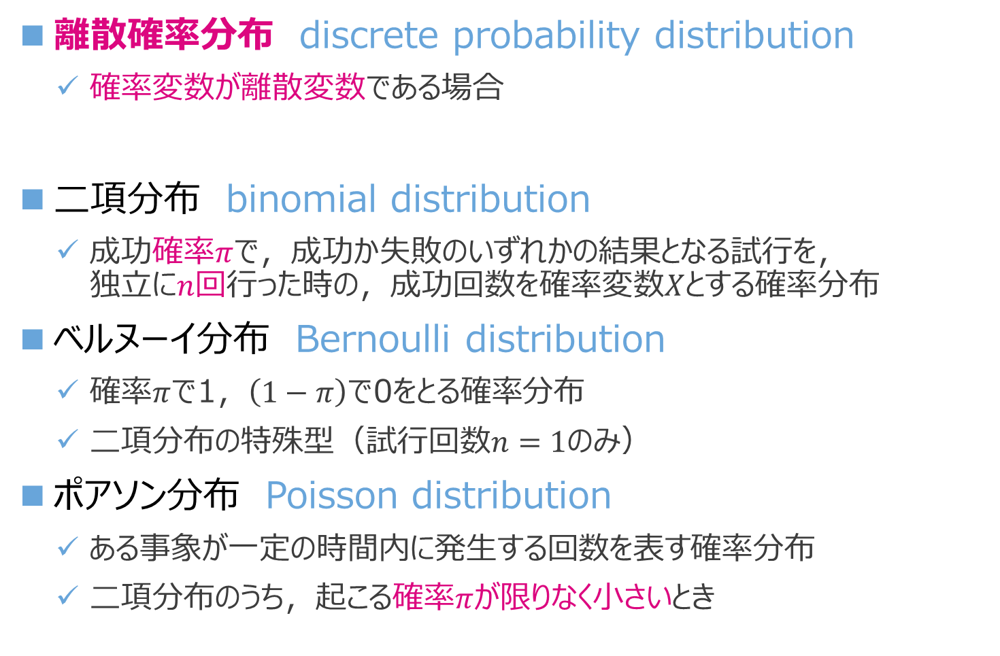 ■ 離散確率分布 discrete probability distribution
✓ 確率変数が離散変数である場合
■ 二項分布 binomial distribution
✓ 成功確率πで，成功か失敗のいずれかの結果となる試行を，
独立にn回行った時の，成功回数を確率変数Xとする確率分布
■ ベルヌーイ分布 Bernoulli distribution
✓ 確率πで1，(1 − π)で0をとる確率分布
✓ 二項分布の特殊型（試行回数n = 1のみ）
■ ポアソン分布 Poisson distribution
✓ ある事象が一定の時間内に発生する回数を表す確率分布
✓ 二項分布のうち，起こる確率πが限りなく小さいとき